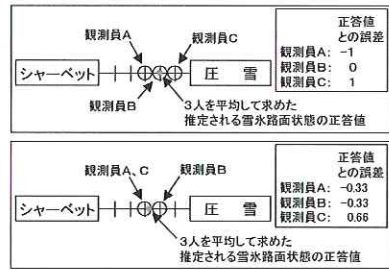 観測員A
観測員C
シャーベット
圧 雪
観測員B
3人を平均して求めた
推定される雪氷路面状態の正答値
正答値
との誤差
観測員A: -1
観測員B: 0
観測員C: 1
観測員A、C
観測員B
シャーベット
圧 雪
3人を平均して求めた
推定される雪氷路面状態の正答値
正答値
との誤差
観測員A: -0.33
観測員B: -0.33
観測員C: 0.66